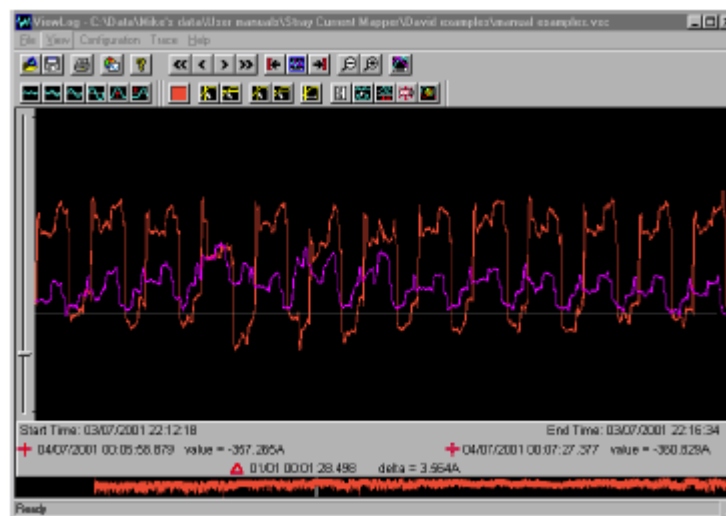 ViewLog - C:\Data\Mike's data\User manuals\Stray Current Mapper\David examples\manual examples.vsc
File View Configuration Trace Help
Start Time: 03/07/2001 22:12:18 End Time: 03/07/2001 22:16:34
04/07/2001 00:05:58.879 value = -357.265A 04/07/2001 00:07:27.377 value = -360.829A
01/01 00:01:28.498 delta = 3.564A
Ready